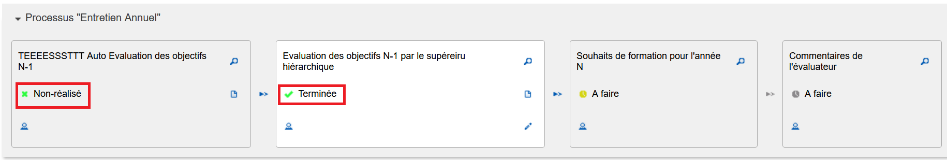 Processus "Entretien Annuel"
TEEEESSSTTT Auto Evaluation des objectifs
N-1
Non-réalisé
Evaluation des objectifs N-1 par le supéreiru
hiérarchique
Terminée
Souhaits de formation pour l'année
N
A faire
Commentaires de
l'évaluateur
A faire